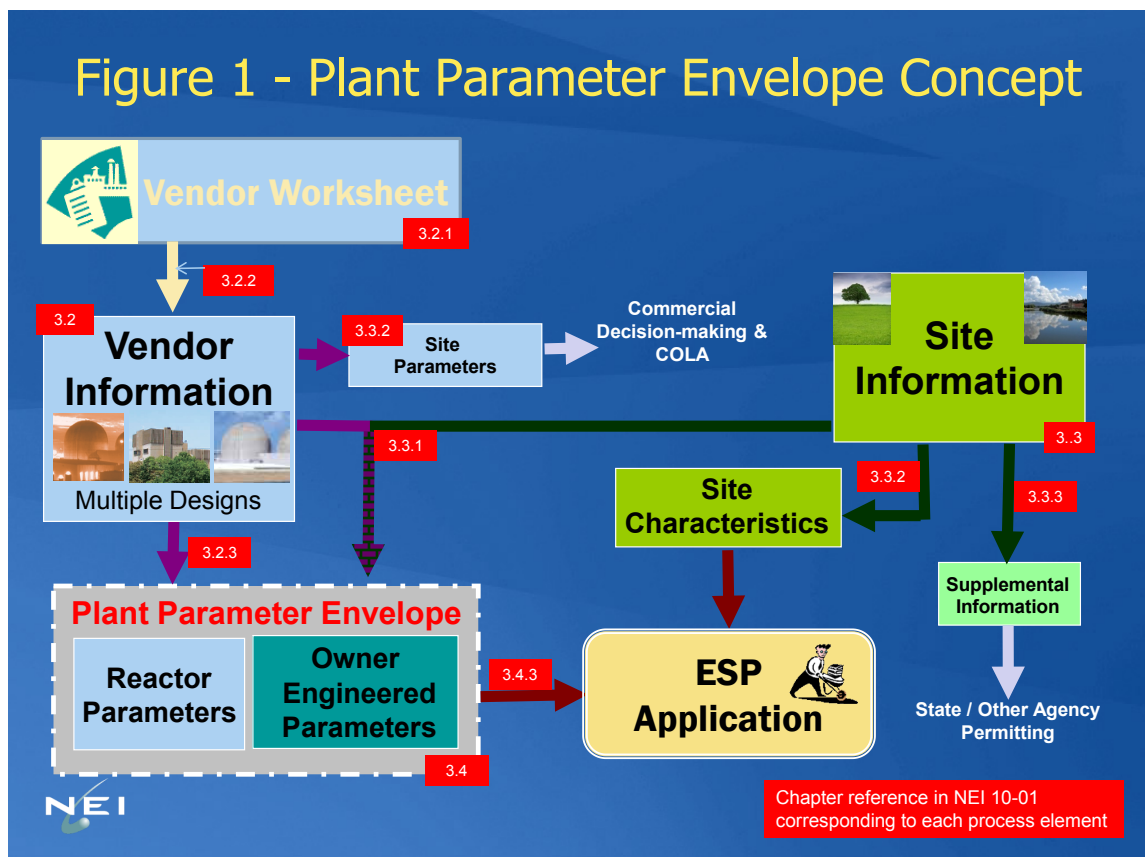 Figure 1 - Plant Parameter Envelope Concept
Vendor Worksheet
3.2.1
3.2.2
3.2
Vendor
Information
Multiple Designs
3.3.2
Site
Parameters
Commercial
Decision-making &
COLA
Site
Information
3..3
3.3.1
Site
Characteristics
3.3.2
3.3.3
3.2.3
Supplemental
Information
Plant Parameter Envelope
Reactor
Parameters
Owner
Engineered
Parameters
3.4
3.4.3
ESP
Application
State / Other Agency
Permitting
NEI
Chapter reference in NEI 10-01
corresponding to each process element